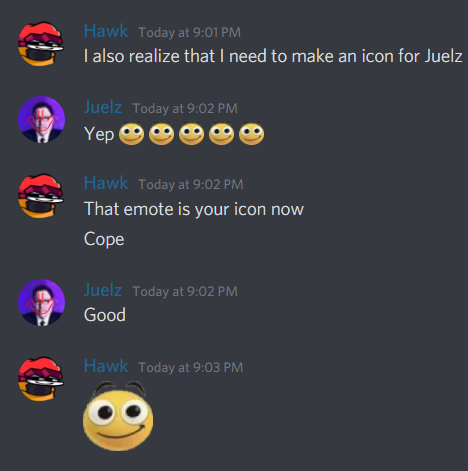 Hawk Today at 9:01 PM
I also realize that I need to make an icon for Juelz
Juelz Today at 9:02 PM
Yep
Hawk Today at 9:02 PM
That emote is your icon now
Cope
Juelz Today at 9:02 PM
Good
Hawk Today at 9:03 PM